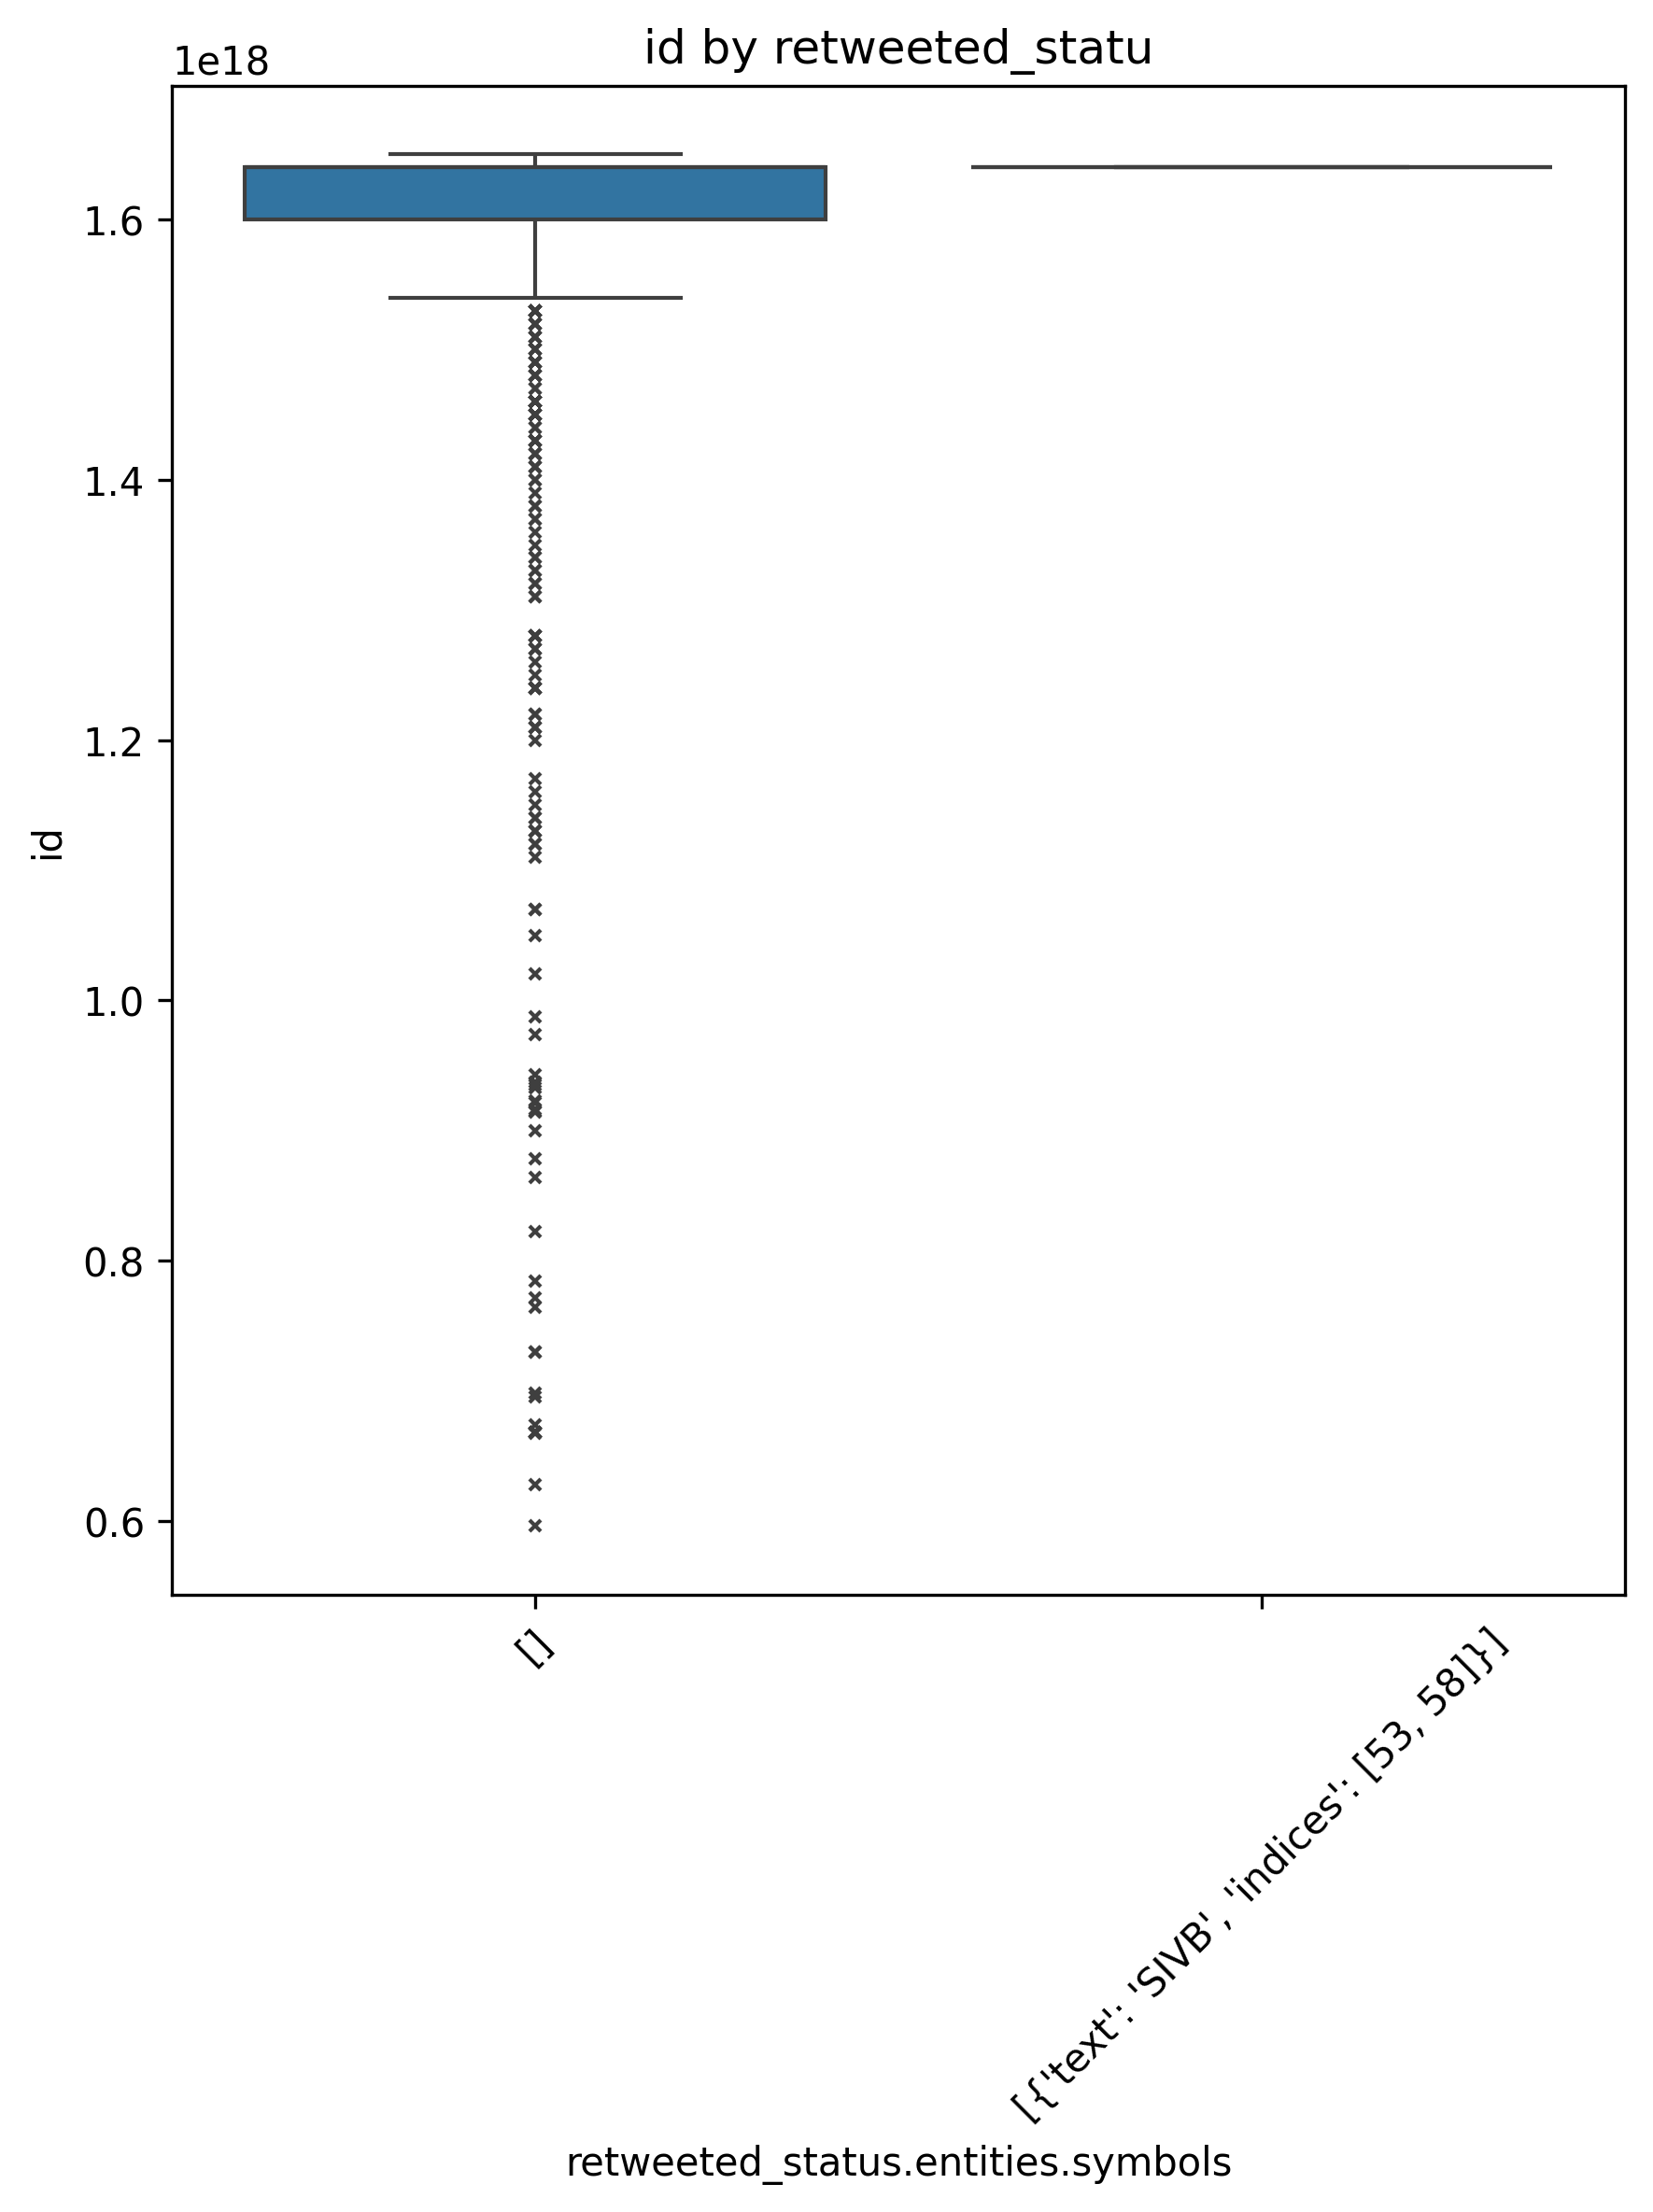 id by retweeted_statu
1e18
1.6
1.4
1.2
1.0
0.8
0.6
id
[]
[{'text': 'SIVB', 'indices': [53, 58]}]
retweeted_status.entities.symbols